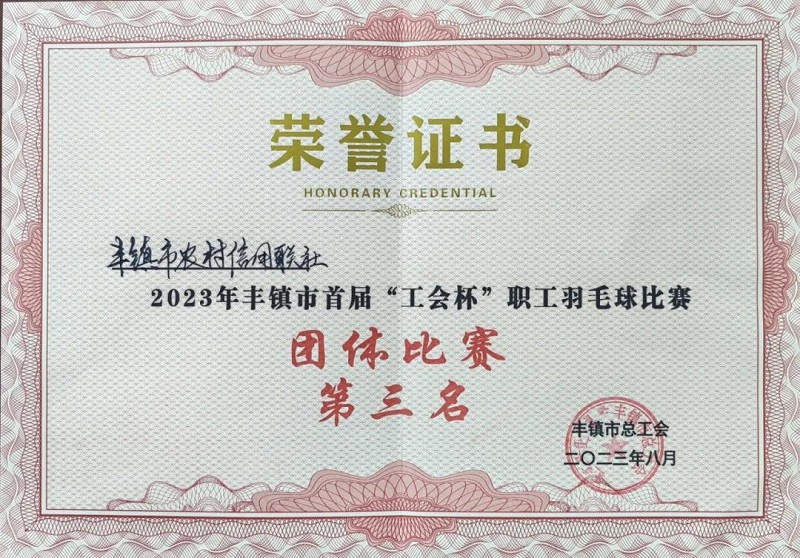 荣誉证书
HONORARY CREDENTIAL
丰镇市农村信用联社
2023年丰镇市首届“工会杯”职工羽毛球比赛
团体比赛
第三名
丰镇市总工会
二〇二三年八月